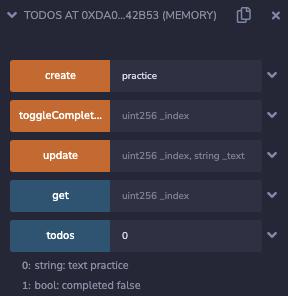 TODOS AT 0XDA0...42B53 (MEMORY)
create practice
toggleComplet... uint256 _index
update uint256 _index, string _text
get uint256 _index
todos 0
0: string: text practice
1: bool: completed false